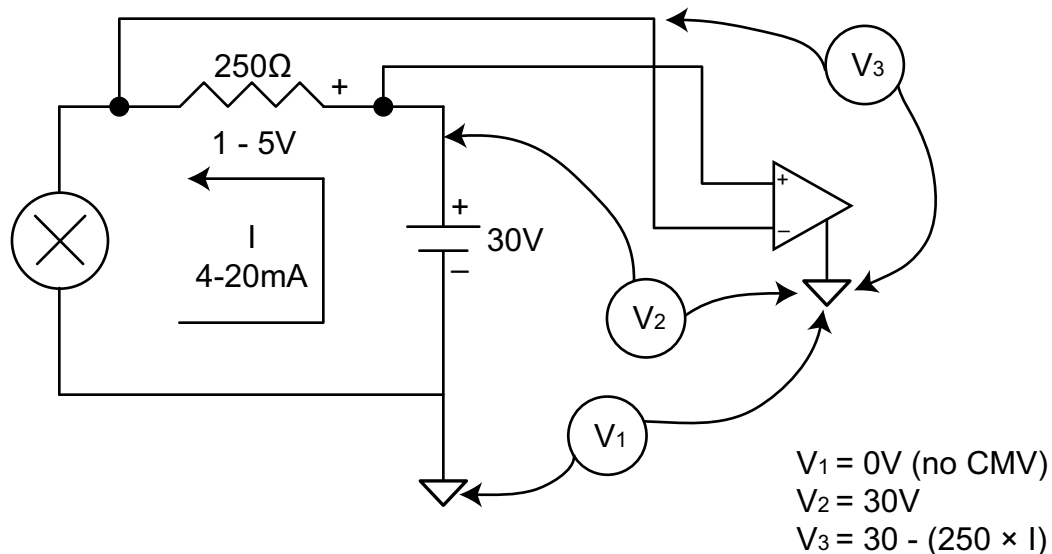 250Ω
+
V3
1 - 5V
+
–
I
4-20mA
+
30V
–
V2
V1
V1 = 0V (no CMV)
V2 = 30V
V3 = 30 - (250 × I)